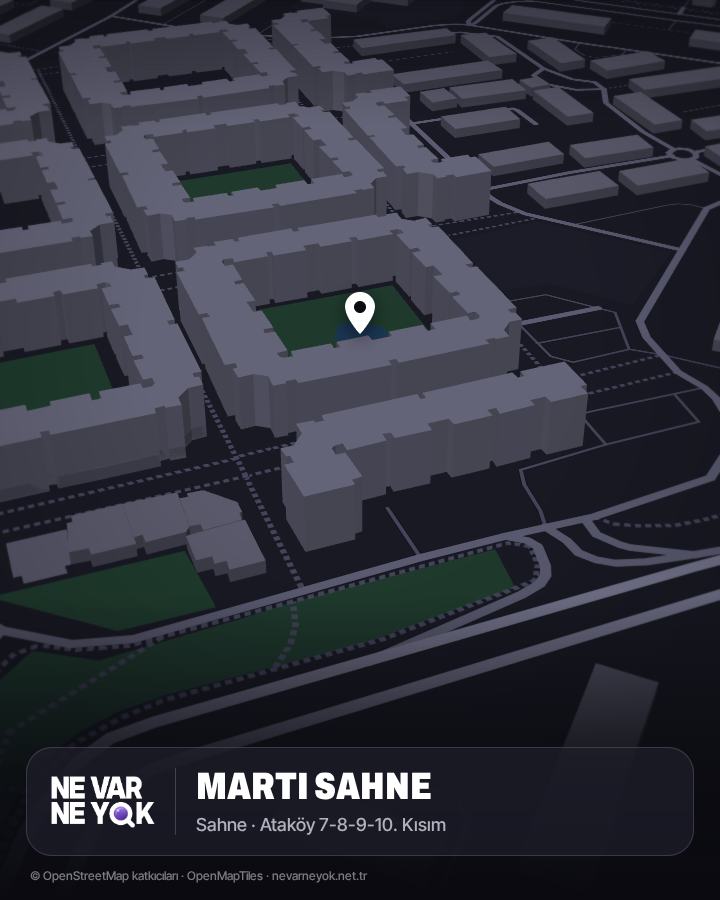 NE VAR
NE YOK
MARTI SAHNE
Sahne · Ataköy 7-8-9-10. Kısım
© OpenStreetMap katkıcıları · OpenMapTiles · nevarneyok.net.tr